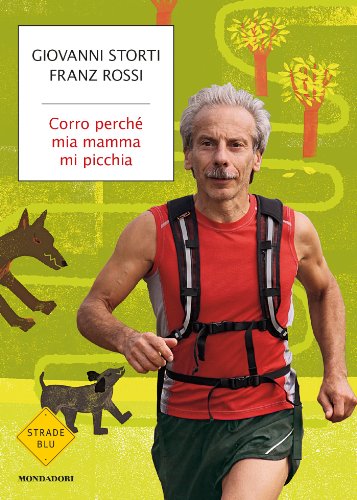 GIOVANNI STORTI
FRANZ ROSSI
Corro perché
mia mamma
mi picchia
STRADE
BLU
MONDADORI